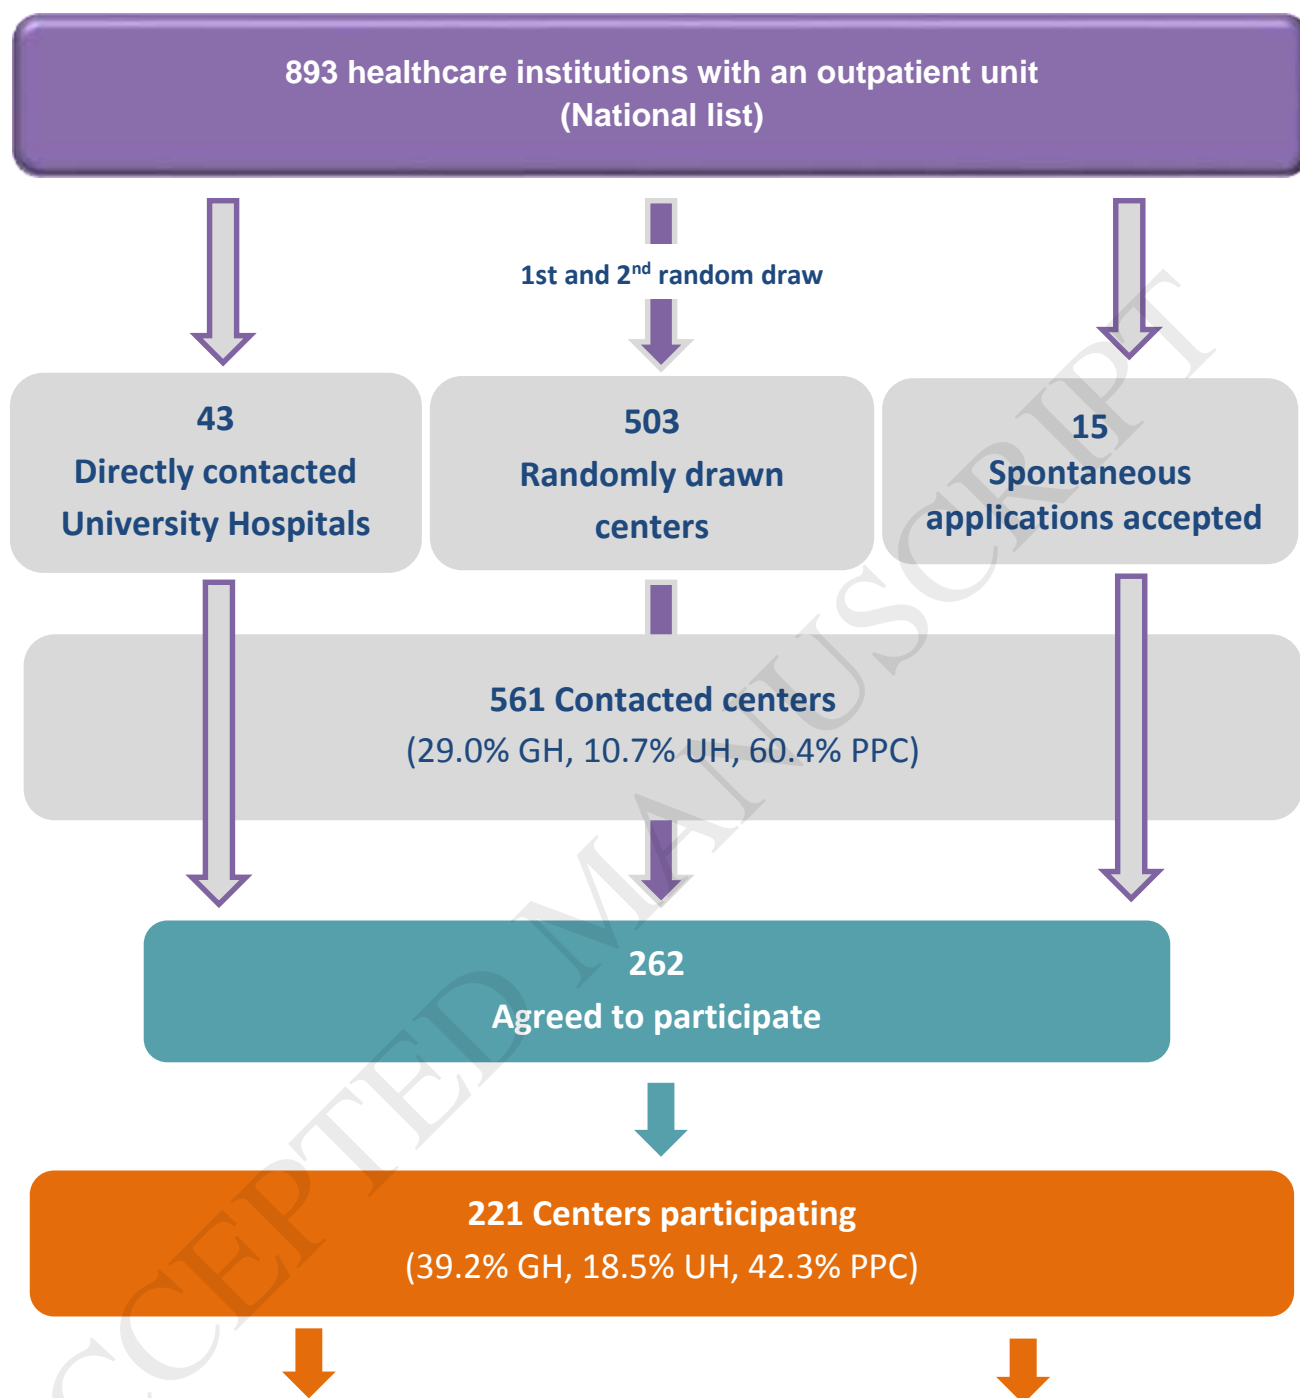 893 healthcare institutions with an outpatient unit
(National list)
1st and 2nd random draw
43
Directly contacted
University Hospitals
503
Randomly drawn
centers
15
Spontaneous
applications accepted
561 Contacted centers
(29.0% GH, 10.7% UH, 60.4% PPC)
262
Agreed to participate
221 Centers participating
(39.2% GH, 18.5% UH, 42.3% PPC)
CCEPTED MANUSCRIPT